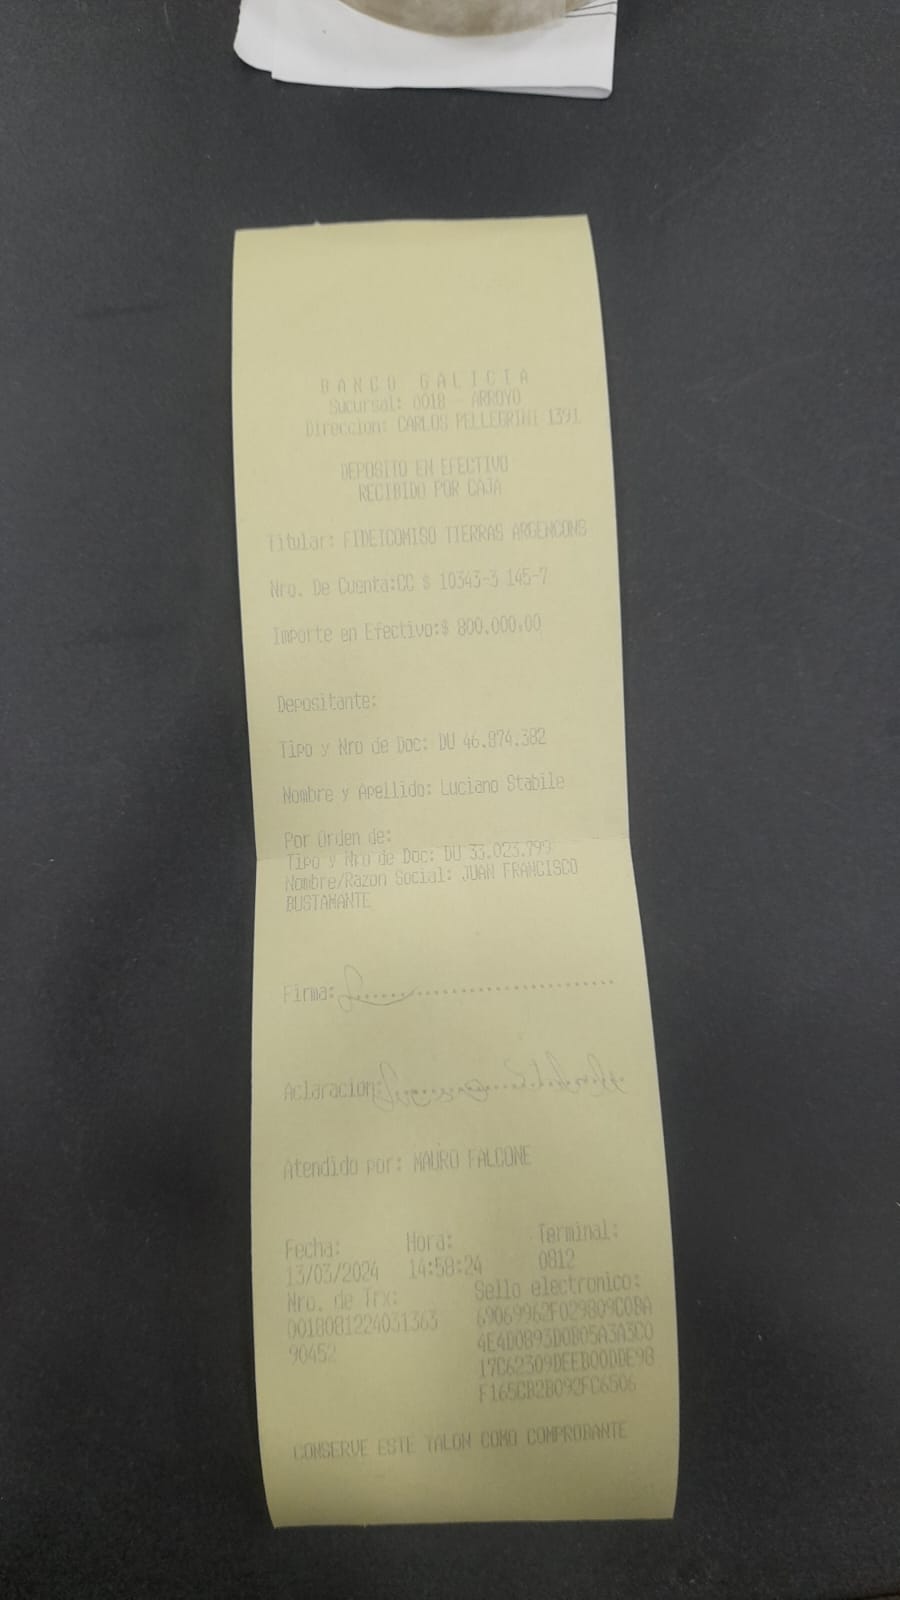 BANCO GALICIA
Sucursal: 0018 - ARROYO
Direccion: CARLOS PELLEGRINI 1391
DEPOSITO EN EFECTIVO
RECIBIDO POR CAJA
Titular: FIDEICOMISO TIERRAS ARGENCONS
Nro. De Cuenta:CC $ 10343-3 145-7
Importe en Efectivo:$ 800.000,00
Depositante:
Tipo y Nro de Doc: DU 46.874.382
Nombre y Apellido: Luciano Stabile
Por Orden de:
Tipo y Nro de Doc: DU 33.023.799
Nombre/Razon Social: JUAN FRANCISCO
BUSTAMANTE
Firma:
Aclaracion:
Atendido por: MAURO FALCONE
Fecha: Hora: Terminal:
13/03/2024 14:58:24 0812
Nro. de Trx: Sello electronico:
0018081224031363
90452
17C62309DEEB00DDE98
F165CB2B092FC6506
CONSERVE ESTE TALON COMO COMPROBANTE